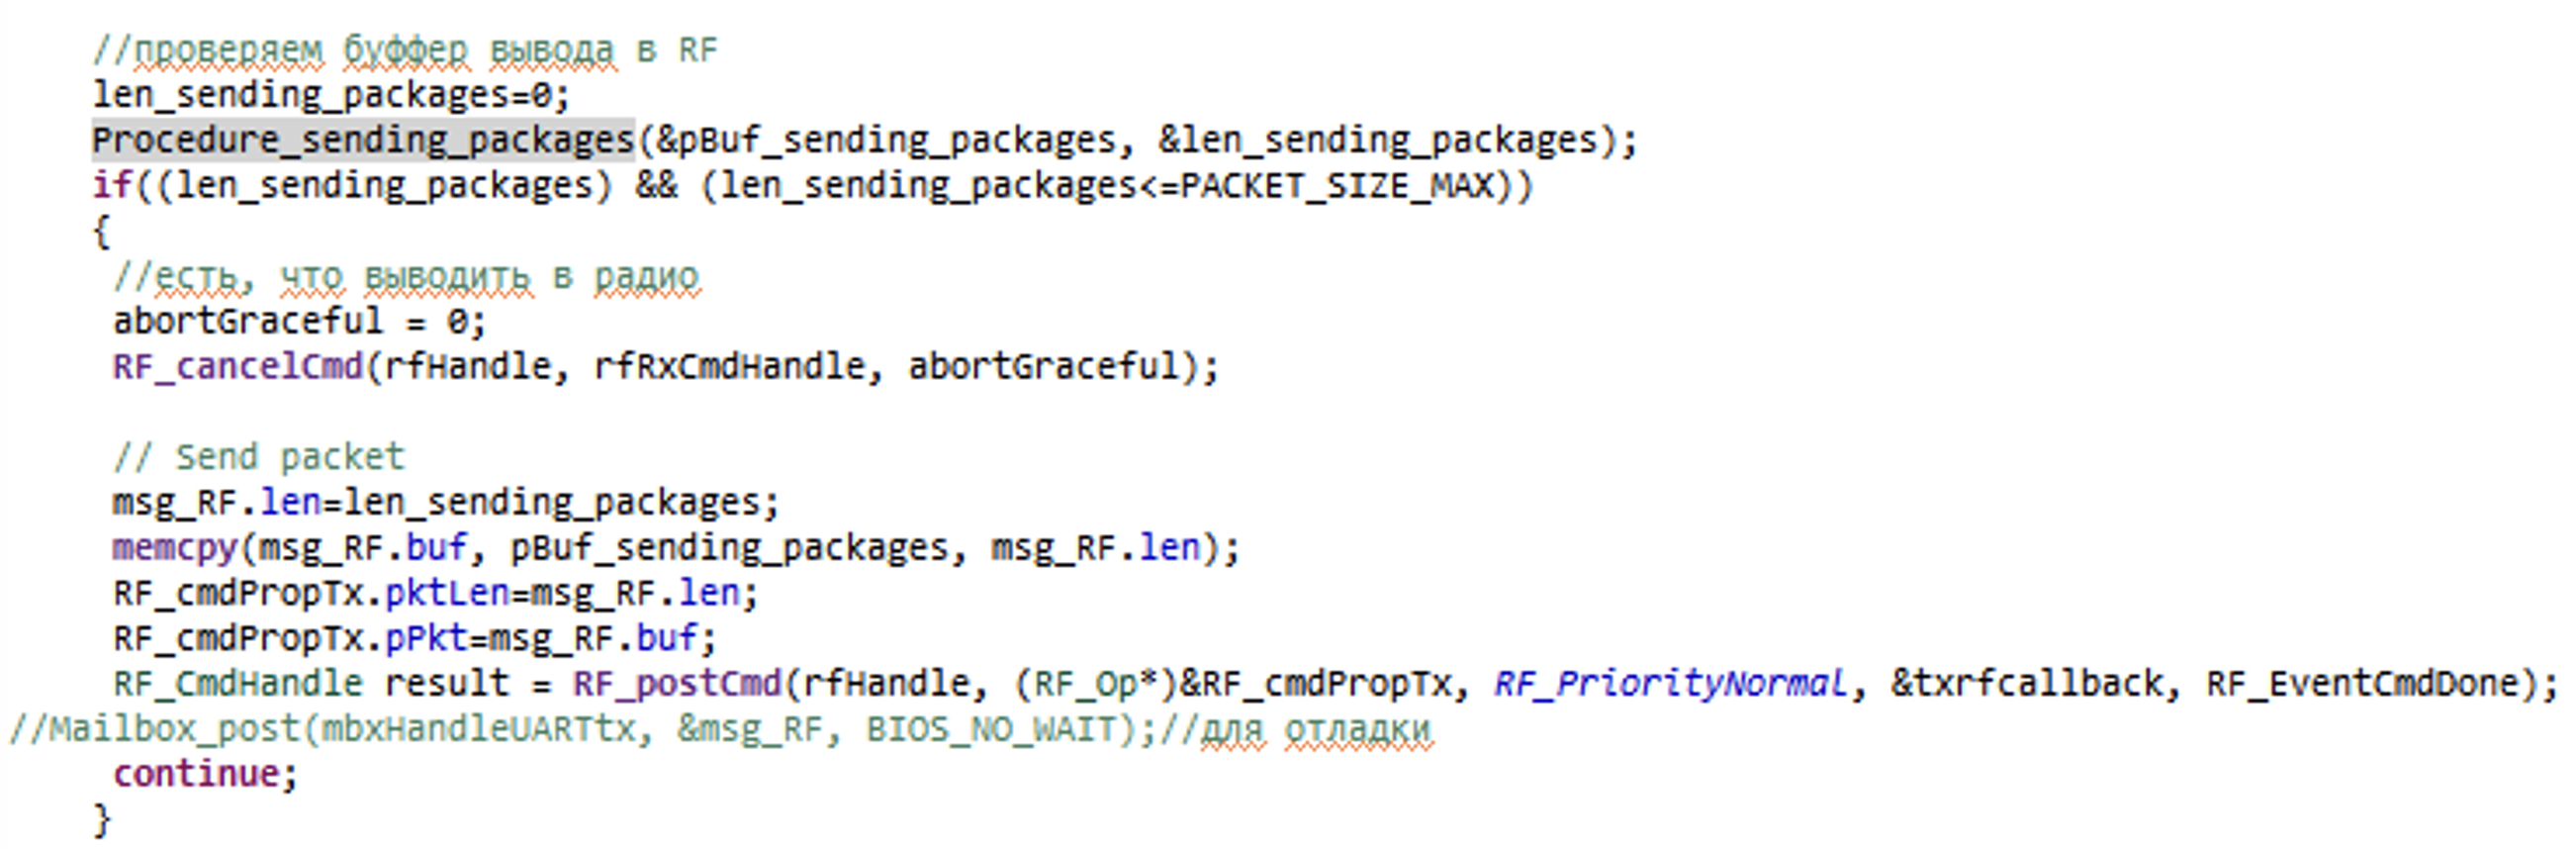 //проверяем буффер вывода в RF
len_sending_packages=0;
Procedure_sending_packages(&pBuf_sending_packages, &len_sending_packages);
if((len_sending_packages) && (len_sending_packages<=PACKET_SIZE_MAX))
{
//есть, что выводить в радио
abortGraceful = 0;
RF_cancelCmd(rfHandle, rfRxCmdHandle, abortGraceful);
// Send packet
msg_RF.len=len_sending_packages;
memcpy(msg_RF.buf, pBuf_sending_packages, msg_RF.len);
RF_cmdPropTx.pktLen=msg_RF.len;
RF_cmdPropTx.pPkt=msg_RF.buf;
RF_CmdHandle result = RF_postCmd(rfHandle, (RF_Op*)&RF_cmdPropTx, RF_PriorityNormal, &txrfcallback, RF_EventCmdDone);
//Mailbox_post(mbxHandleUARTtx, &msg_RF, BIOS_NO_WAIT);//для отладки
continue;
}